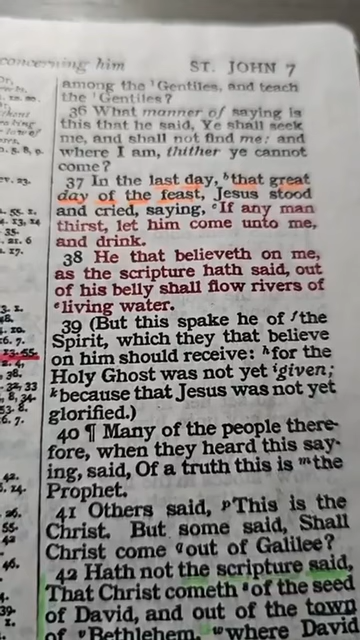 concerning him
ST. JOHN 7
among the ¹Gentiles, and teach
the ¹Gentiles?
36 What manner of saying is
this that he said, Ye shall seek
me, and shall not find me: and
where I am, thither ye cannot
come?
37 In the last day, ᵇthat great
day of the feast, Jesus stood
and cried, saying, ᶜIf any man
thirst, let him come unto me,
and drink.
38 He that believeth on me,
as the scripture hath said, out
of his belly shall flow rivers of
ᵉliving water.
39 (But this spake he of ᶠthe
Spirit, which they that believe
on him should receive: ʰfor the
Holy Ghost was not yet ⁱgiven;
ᵏbecause that Jesus was not yet
glorified.)
40 ¶ Many of the people there-
fore, when they heard this say-
ing, said, Of a truth this is ᵐthe
Prophet.
41 Others said, ᵖThis is the
Christ. But some said, Shall
Christ come out of Galilee?
42 Hath not the scripture said,
That Christ cometh of the seed
of David, and out of the town
of Bethlehem, where David